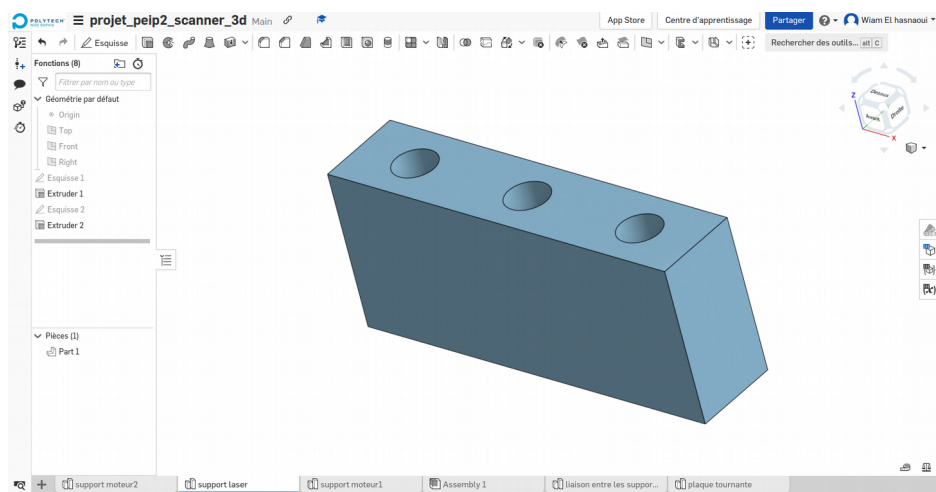 POLYTECH projet_peip2_scanner_3d Main App Store Centre d'apprentissage Partager Wiam El hasnaoui
Esquisse Rechercher des outils... alt C
Fonctions (8)
Filtrer par nom ou type
Géométrie par défaut
Origin
Top
Front
Right
Esquisse 1
Extruder 1
Esquisse 2
Extruder 2
Pièces (1)
Part 1
Z
Dessus
Avant
Droite
X
support moteur2 support laser support moteur1 Assembly 1 liaison entre les suppor... plaque tournante